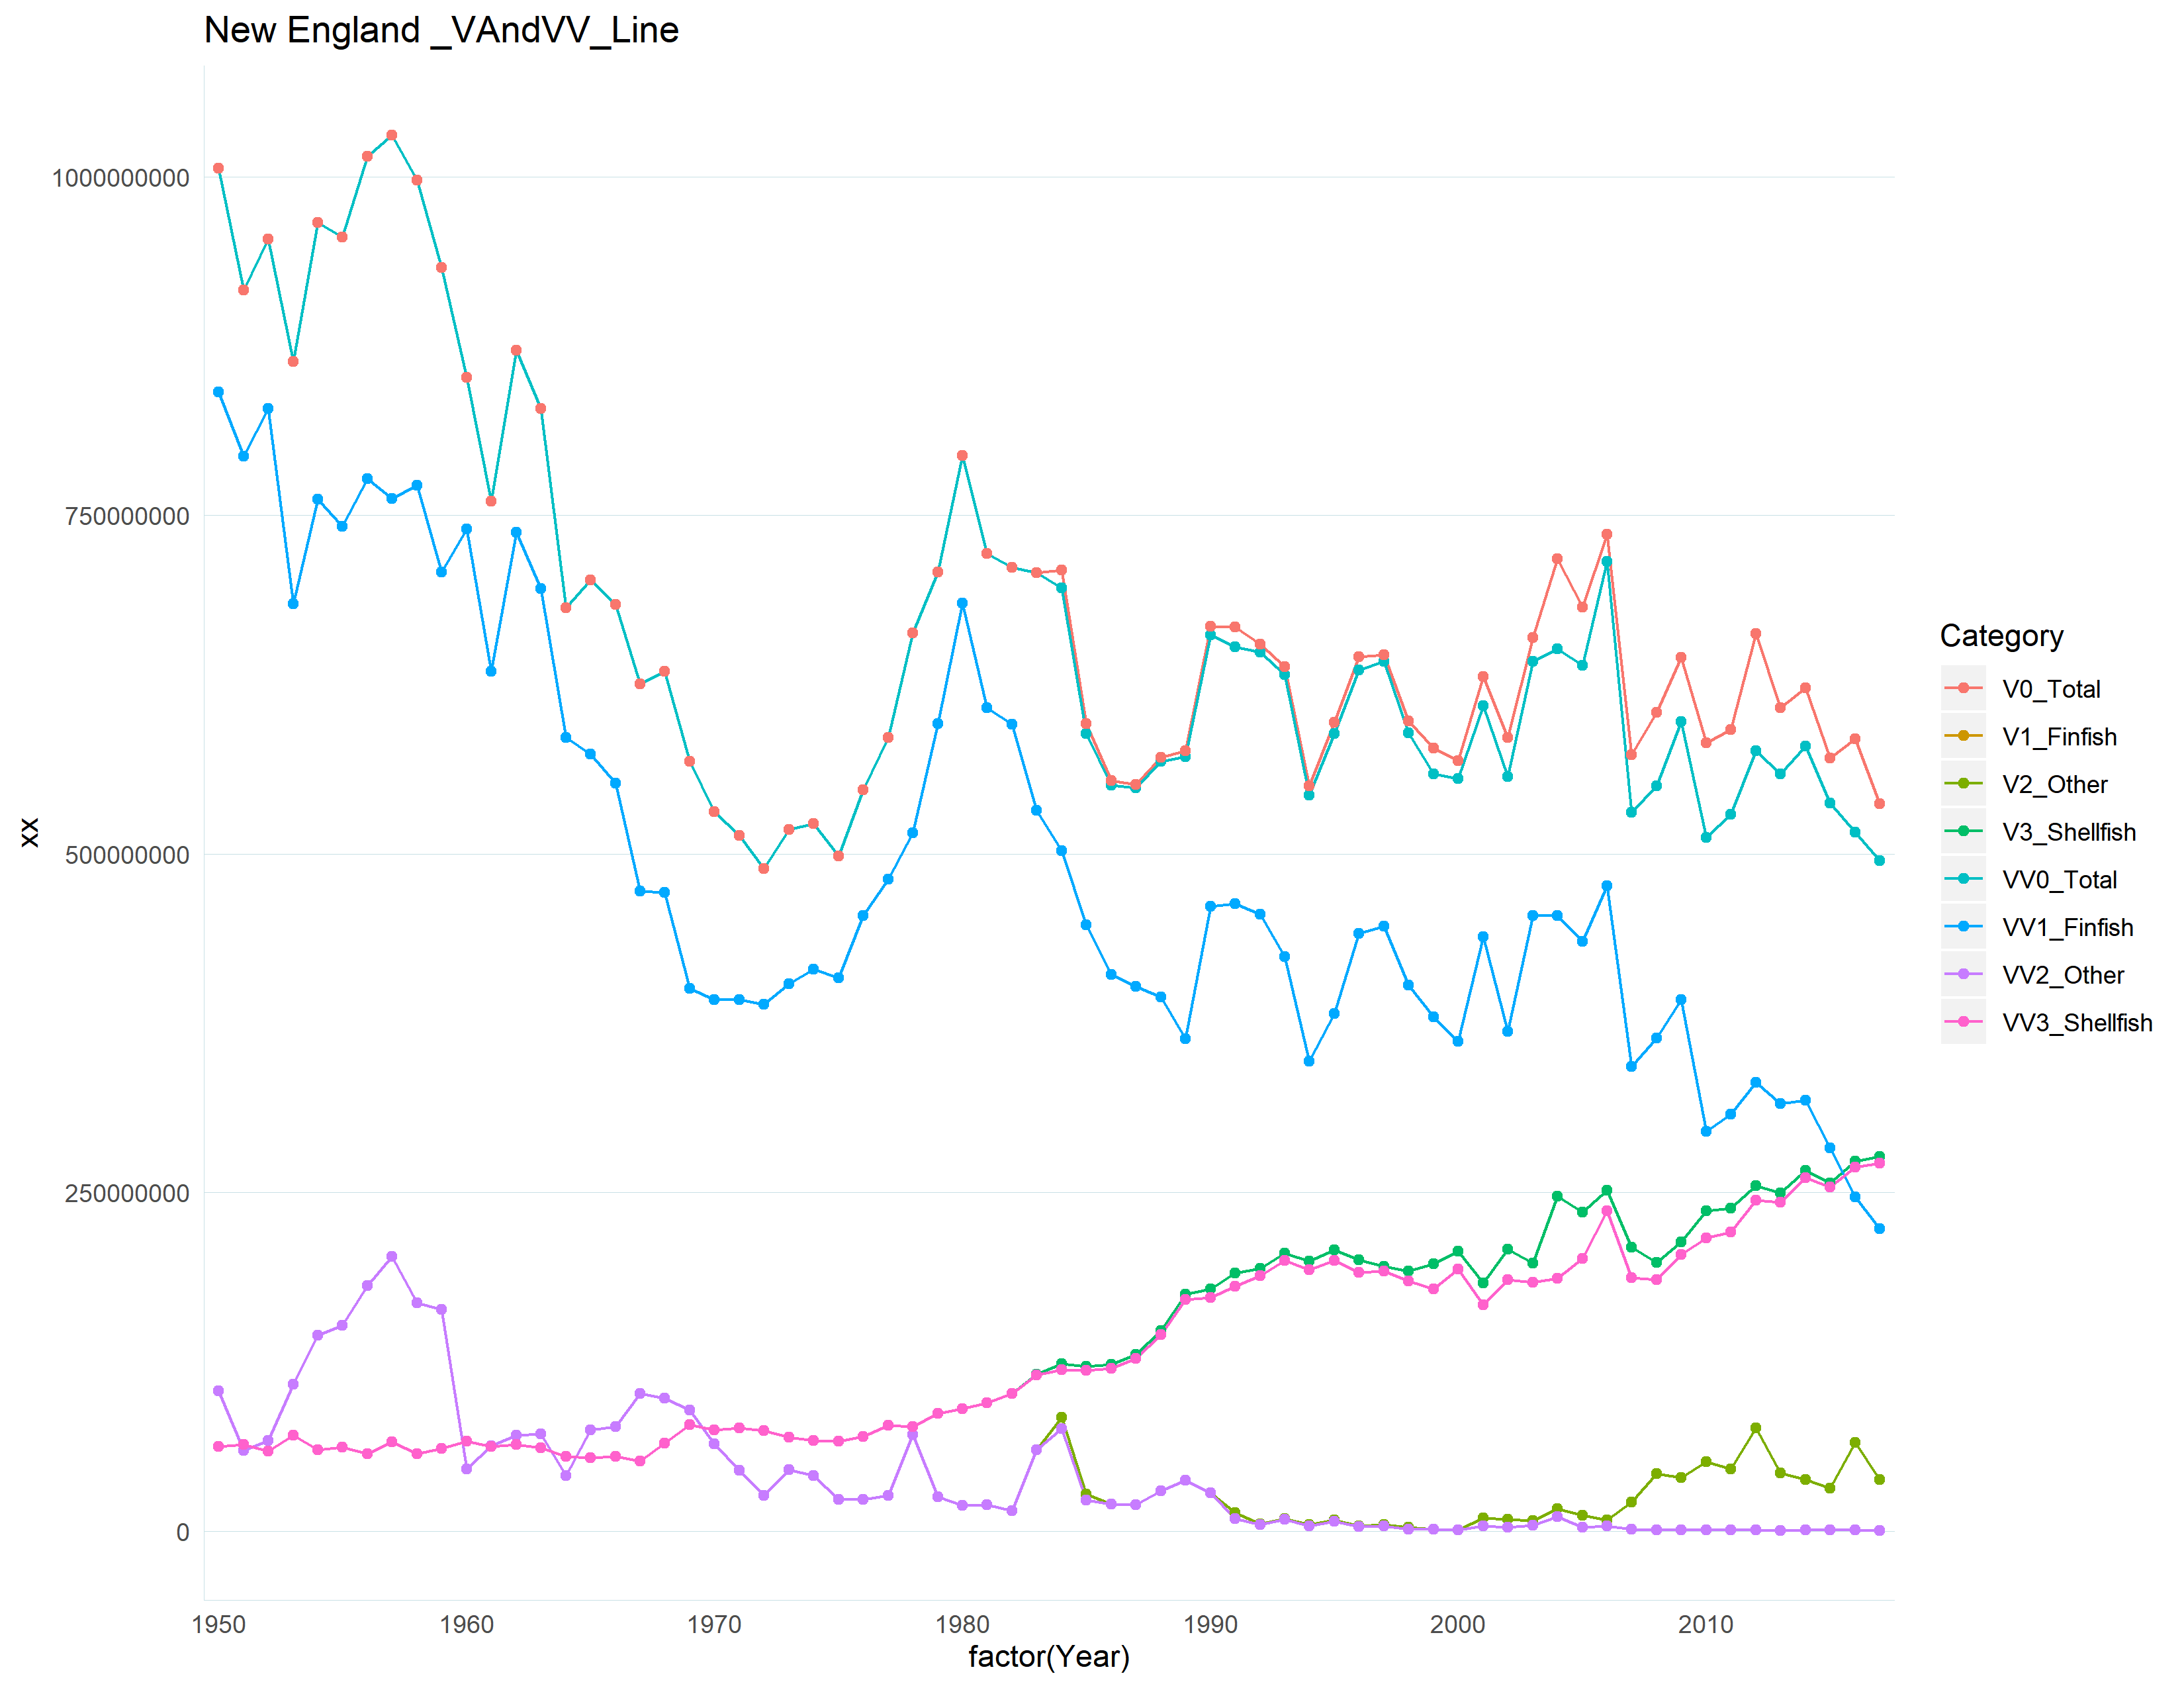 New England _VAndVV_Line
1000000000
750000000
500000000
250000000
0
xx
1950 1960 1970 1980 1990 2000 2010
factor(Year)
Category
V0_Total
V1_Finfish
V2_Other
V3_Shellfish
VV0_Total
VV1_Finfish
VV2_Other
VV3_Shellfish